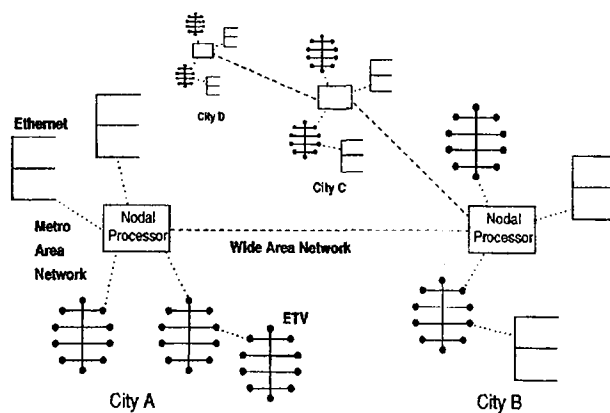 City D
Ethernet
City C
Nodal
Processor
Nodal
Processor
Metro
Area
Network
Wide Area Network
ETV
City A
City B